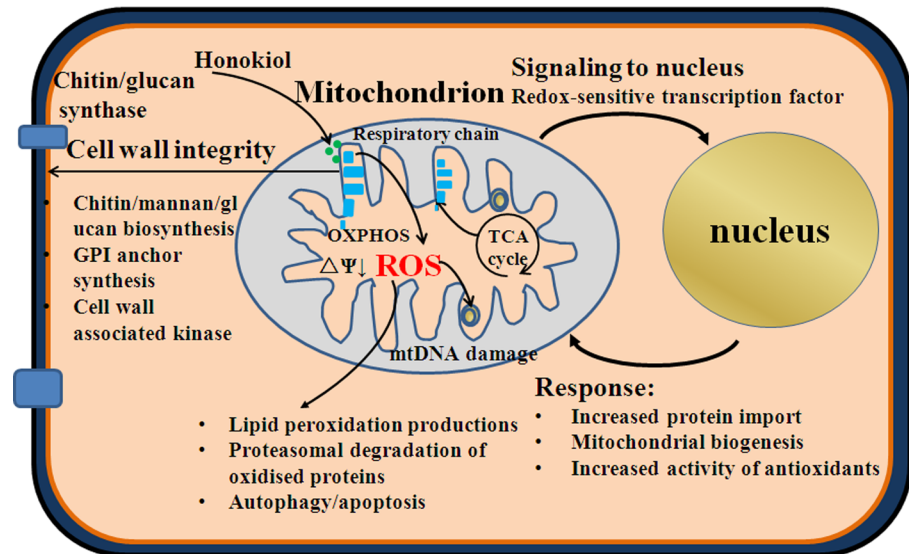 Honokiol
Chitin/glucan
synthase
Mitochondrion
Signaling to nucleus
Redox-sensitive transcription factor
Respiratory chain
Cell wall integrity
• Chitin/mannan/gl
ucan biosynthesis
• GPI anchor
synthesis
• Cell wall
associated kinase
OXPHOS
△Ψ↓ ROS
TCA
cycle
nucleus
mtDNA damage
• Lipid peroxidation productions
• Proteasomal degradation of
oxidised proteins
• Autophagy/apoptosis
Response:
• Increased protein import
• Mitochondrial biogenesis
• Increased activity of antioxidants